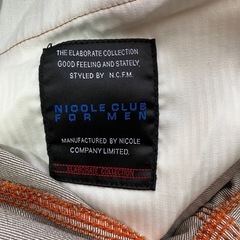 THE ELABORATE COLLECTION
GOOD FEELING AND STATELY
STYLED BY N.C.F.M.
NICOLE CLUB
FOR MEN
MANUFACTURED BY NICOLE
COMPANY LIMITED.
ELABORATE COLLECTION